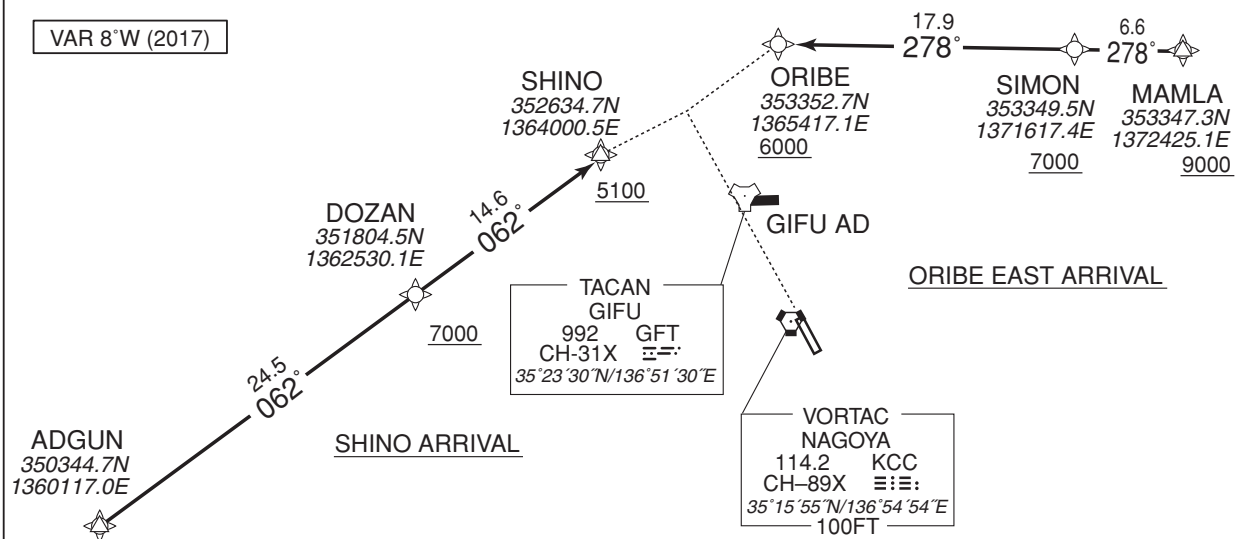 VAR 8°W (2017)
17.9
278°
6.6
278°
SHINO
352634.7N
1364000.5E
5100
ORIBE
353352.7N
1365417.1E
6000
SIMON
353349.5N
1371617.4E
7000
MAMLA
353347.3N
1372425.1E
9000
14.6
062°
DOZAN
351804.5N
1362530.1E
7000
GIFU AD
TACAN
GIFU
992 GFT
CH-31X
35°23′30″N/136°51′30″E
ORIBE EAST ARRIVAL
24.5
062°
SHINO ARRIVAL
ADGUN
350344.7N
1360117.0E
VORTAC
NAGOYA
114.2 KCC
CH–89X
35°15′55″N/136°54′54″E
100FT